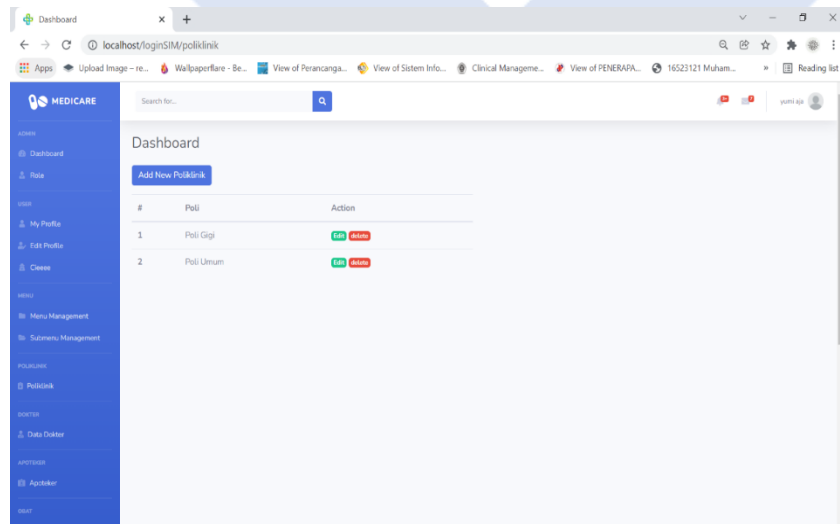 Dashboard
localhost/loginSIM/poliklinik
Apps Upload Image – re... Wallpaperflare - Be... View of Perancanga... View of Sistem Info... Clinical Manageme... View of PENERAPA... 16523121 Muham... » Reading list
MEDICARE
Search for...
yumi aja
ADMIN
Dashboard
Role
USER
My Profile
Edit Profile
MENU
Menu Management
Submenu Management
POLIKLINIK
Poliklinik
DOKTER
Data Dokter
APOTEKER
Apoteker
OBAT
Dashboard
Add New Poliklinik
# Poli Action
1 Poli Gigi Edit delete
2 Poli Umum Edit delete